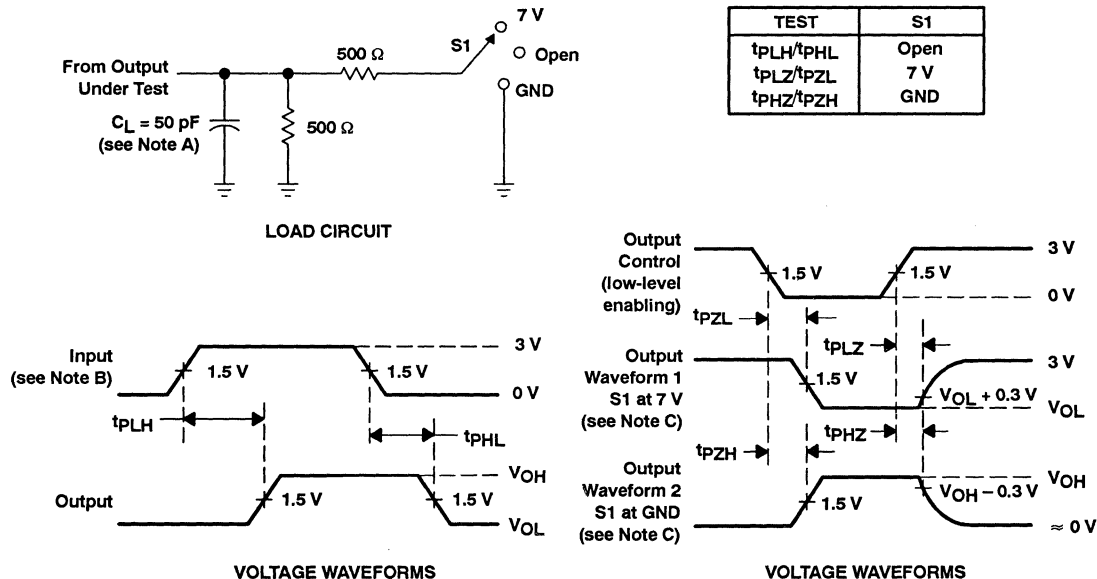 7 V
S1
Open
500 Ω
From Output
Under Test
GND
CL = 50 pF
(see Note A)
500 Ω
LOAD CIRCUIT
TEST S1
tPLH/tPHL Open
tPLZ/tPZL 7 V
tPHZ/tPZH GND
Input
(see Note B)
3 V
1.5 V
1.5 V
0 V
tPLH
tPHL
Output
VOH
1.5 V
1.5 V
VOL
VOLTAGE WAVEFORMS
Output
Control
(low-level
enabling)
3 V
1.5 V
1.5 V
0 V
tPZL
tPLZ
Output
Waveform 1
S1 at 7 V
(see Note C)
3 V
1.5 V
VOL + 0.3 V
VOL
tPZH
tPHZ
Output
Waveform 2
S1 at GND
(see Note C)
VOH
1.5 V
VOH – 0.3 V
≈ 0 V
VOLTAGE WAVEFORMS